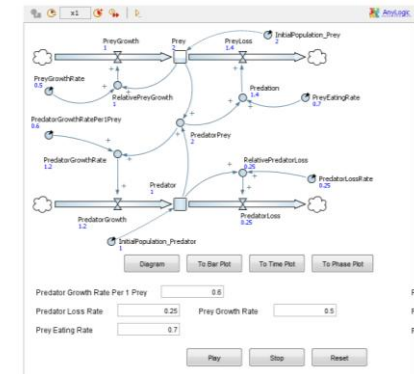 x1
AnyLogic
PreyGrowth
1
Prey
2
PreyLoss
1.4
InitialPopulation_Prey
2
PreyGrowthRate
0.5
RelativePreyGrowth
1
Predation
1.4
PreyEatingRate
0.7
PredatorGrowthRatePer1Prey
0.6
PredatorPrey
2
PredatorGrowthRate
1.2
RelativePredatorLoss
0.25
PredatorLossRate
0.25
Predator
1
PredatorGrowth
1.2
PredatorLoss
0.25
InitialPopulation_Predator
1
Diagram To Bar Plot To Time Plot To Phase Plot
Predator Growth Rate Per 1 Prey 0.6
Predator Loss Rate 0.25 Prey Growth Rate 0.5
Prey Eating Rate 0.7
Play Stop Reset